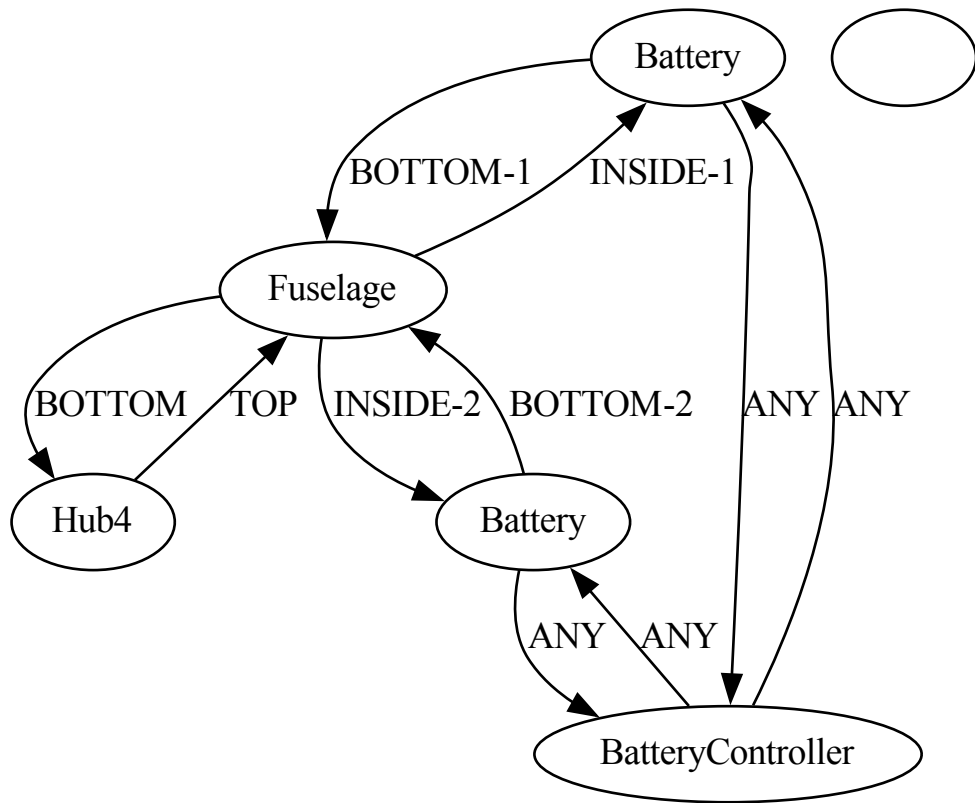 Battery
BOTTOM-1
INSIDE-1
Fuselage
BOTTOM
TOP
INSIDE-2
BOTTOM-2
ANY
ANY
Hub4
Battery
ANY
ANY
BatteryController